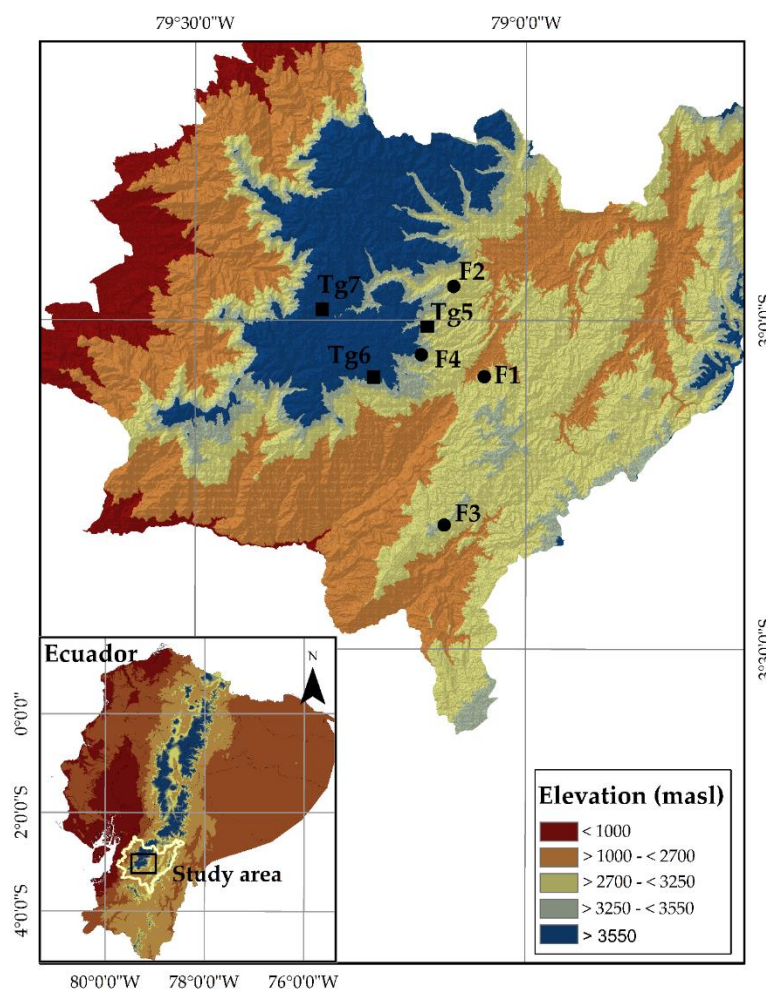 79°30'0"W 79°0'0"W
F2
Tg7
Tg5
3°0'0"S
F4
Tg6
F1
F3
3°30'0"S
Ecuador
N
0°0'0"
2°0'0"S
Study area
4°0'0"S
80°0'0"W 78°0'0"W 76°0'0"W
Elevation (masl)
< 1000
> 1000 - < 2700
> 2700 - < 3250
> 3250 - < 3550
> 3550